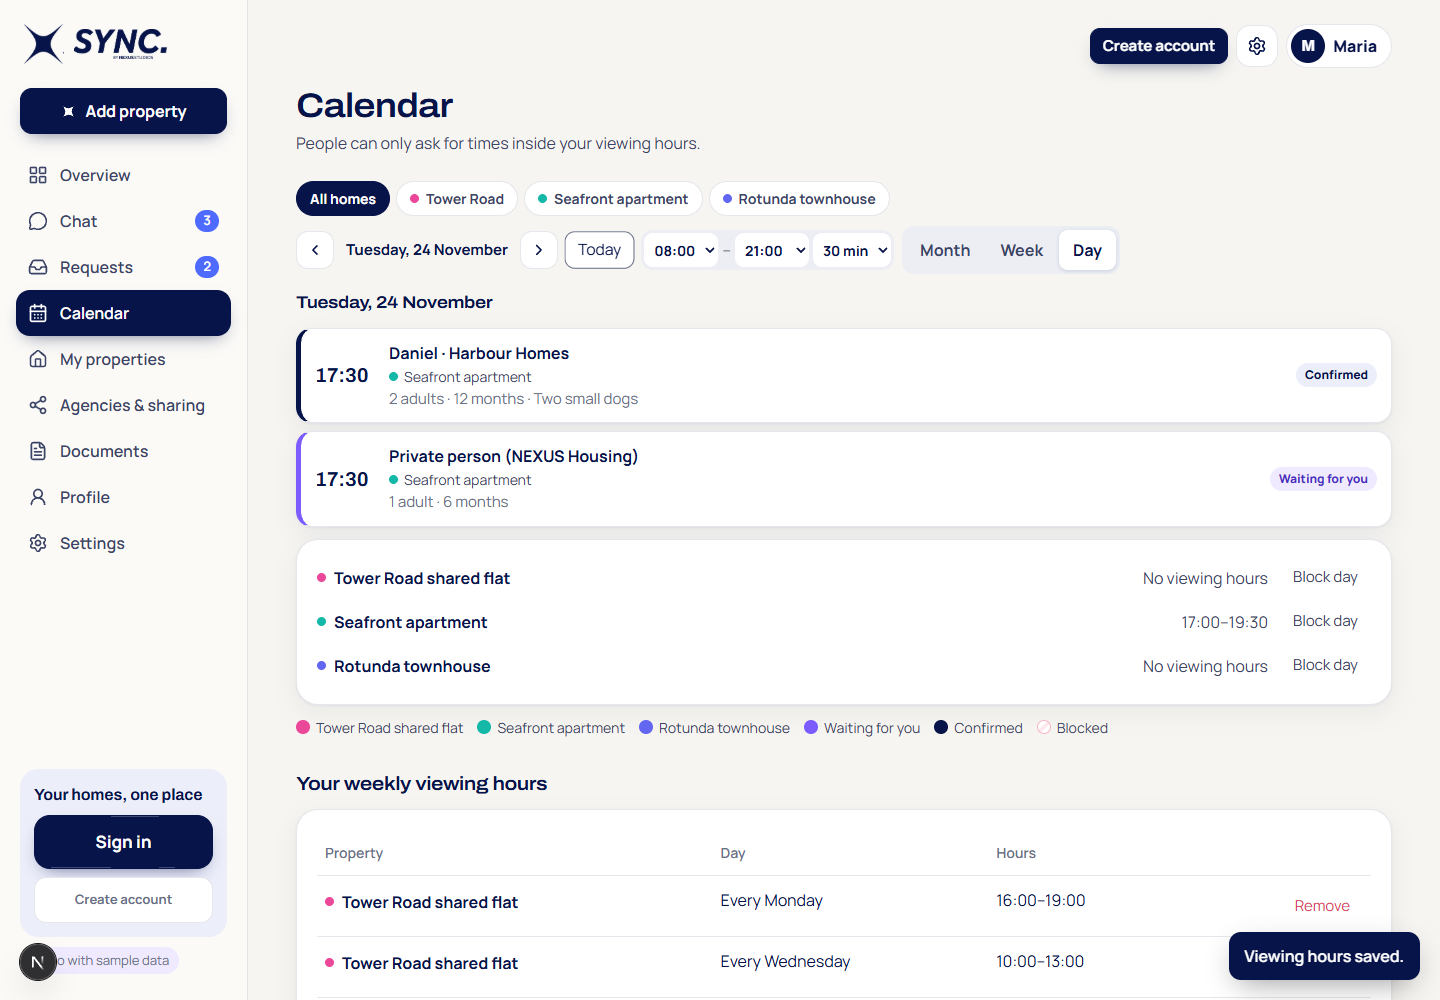 SYNC.
BY NEXUS STUDIOS
Add property
Overview
Chat 3
Requests 2
Calendar
My properties
Agencies & sharing
Documents
Profile
Settings
Your homes, one place
Sign in
Create account
N
o with sample data
Create account
M Maria
Calendar
People can only ask for times inside your viewing hours.
All homes Tower Road Seafront apartment Rotunda townhouse
Tuesday, 24 November Today 08:00 – 21:00 30 min Month Week Day
Tuesday, 24 November
Daniel · Harbour Homes
17:30 Seafront apartment Confirmed
2 adults · 12 months · Two small dogs
Private person (NEXUS Housing)
17:30 Seafront apartment Waiting for you
1 adult · 6 months
Tower Road shared flat No viewing hours Block day
Seafront apartment 17:00–19:30 Block day
Rotunda townhouse No viewing hours Block day
Tower Road shared flat Seafront apartment Rotunda townhouse Waiting for you Confirmed Blocked
Your weekly viewing hours
Property Day Hours
Tower Road shared flat Every Monday 16:00–19:00 Remove
Tower Road shared flat Every Wednesday 10:00–13:00
Viewing hours saved.